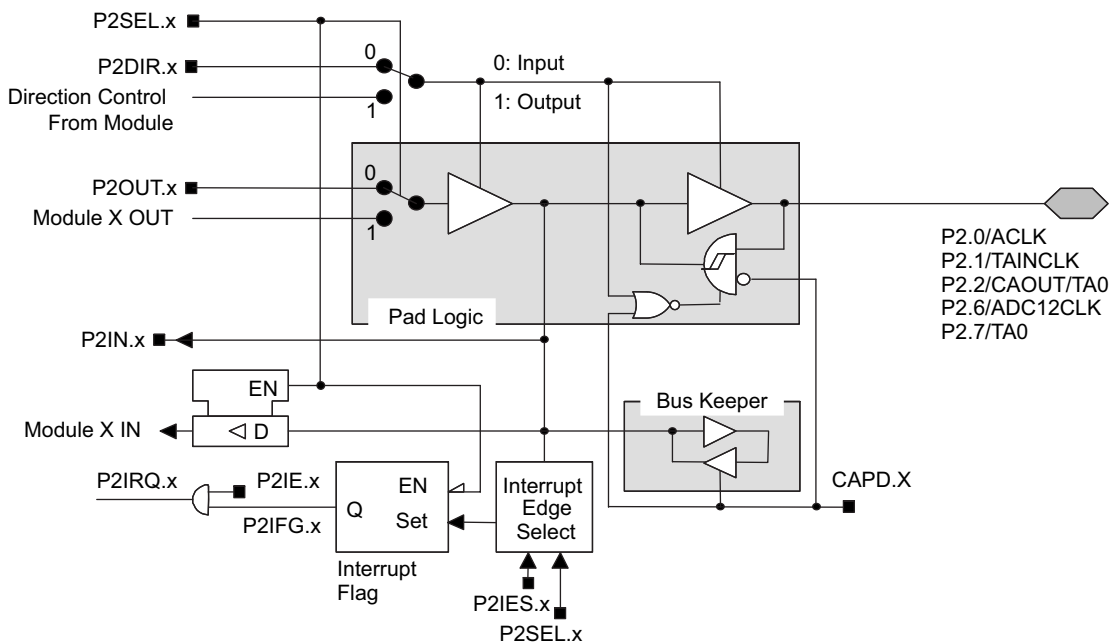 P2SEL.x
0
P2DIR.x
0: Input
Direction Control
From Module
1
1: Output
0
P2OUT.x
Module X OUT
1
P2.0/ACLK
P2.1/TAINCLK
P2.2/CAOUT/TA0
P2.6/ADC12CLK
P2.7/TA0
Pad Logic
P2IN.x
EN
Bus Keeper
Module X IN
D
CAPD.X
P2IRQ.x
P2IE.x
P2IFG.x
Q
EN
Set
Interrupt
Edge
Select
Interrupt
Flag
P2IES.x
P2SEL.x